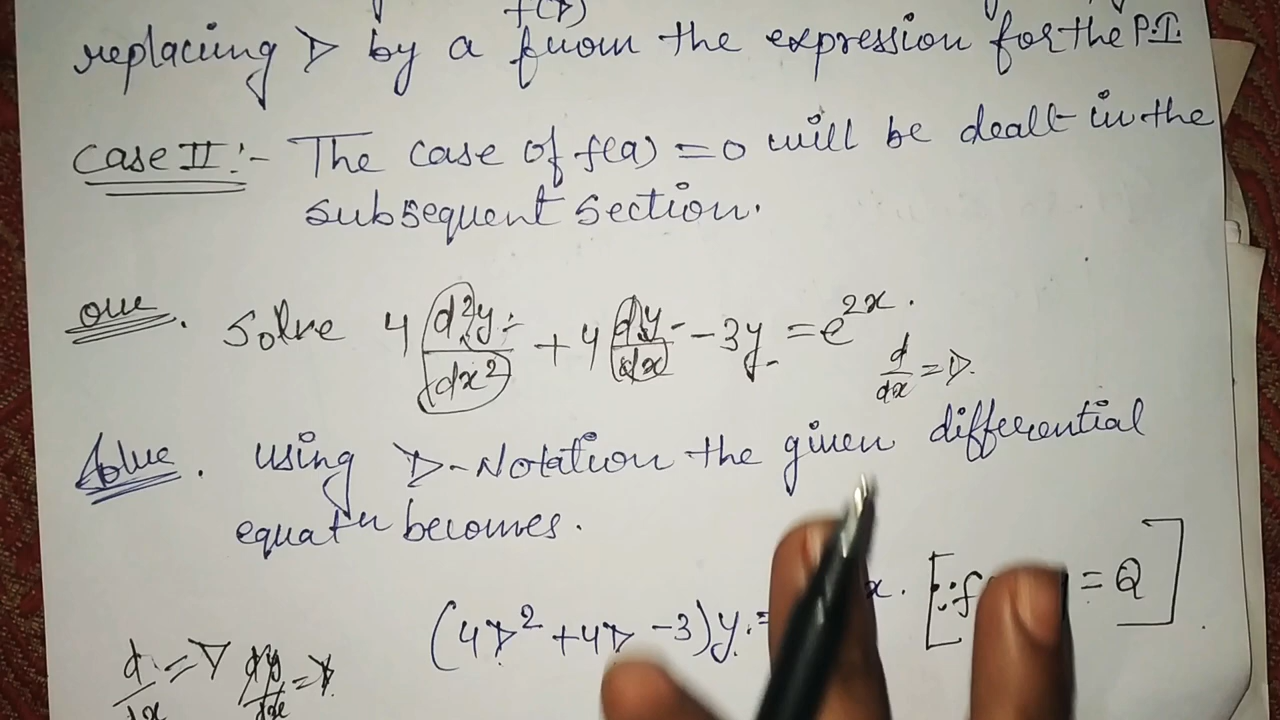 f(D)
replacing D by a from the expression for the P.I.
Case II :- The case of f(a) = 0 will be dealt in the
subsequent section.
Que. Solve 4 d²y/dx² + 4 dy/dx - 3y = e^{2x}.
d/dx = D.
Solve. Using D-Notation the given differential
equatn becomes.
(4D² + 4D - 3)y = x. [∵ f = Q]
d/dx = D dy/dx =